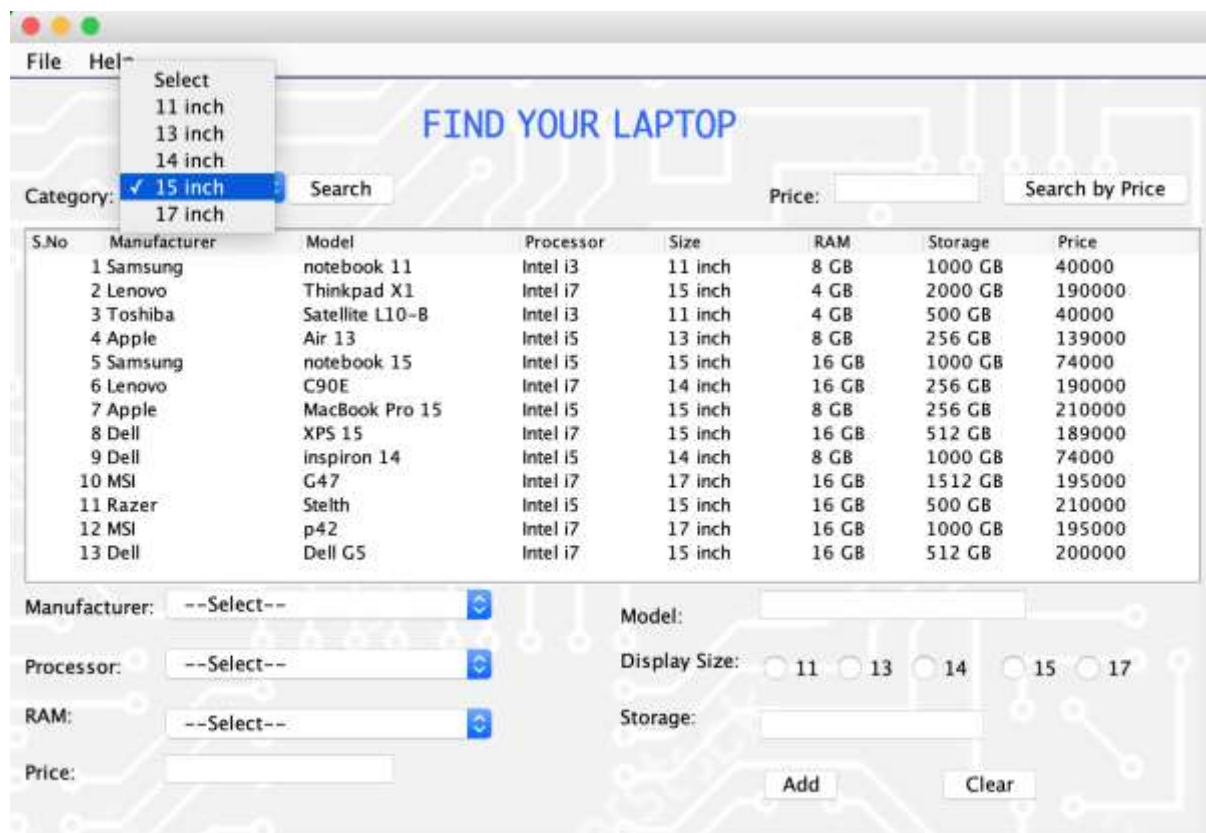 File Help
Select
11 inch
13 inch
14 inch
✓ 15 inch
17 inch
FIND YOUR LAPTOP
Category: Search Price: Search by Price
S.No Manufacturer Model Processor Size RAM Storage Price
1 Samsung notebook 11 Intel i3 11 inch 8 GB 1000 GB 40000
2 Lenovo Thinkpad X1 Intel i7 15 inch 4 GB 2000 GB 190000
3 Toshiba Satellite L10-B Intel i3 11 inch 4 GB 500 GB 40000
4 Apple Air 13 Intel i5 13 inch 8 GB 256 GB 139000
5 Samsung notebook 15 Intel i5 15 inch 16 GB 1000 GB 74000
6 Lenovo C90E Intel i7 14 inch 16 GB 256 GB 190000
7 Apple MacBook Pro 15 Intel i5 15 inch 8 GB 256 GB 210000
8 Dell XPS 15 Intel i7 15 inch 16 GB 512 GB 189000
9 Dell inspiron 14 Intel i5 14 inch 8 GB 1000 GB 74000
10 MSI G47 Intel i7 17 inch 16 GB 1512 GB 195000
11 Razer Stelth Intel i5 15 inch 16 GB 500 GB 210000
12 MSI p42 Intel i7 17 inch 16 GB 1000 GB 195000
13 Dell Dell G5 Intel i7 15 inch 16 GB 512 GB 200000
Manufacturer: --Select-- Model:
Processor: --Select-- Display Size: 11 13 14 15 17
RAM: --Select-- Storage:
Price: Add Clear